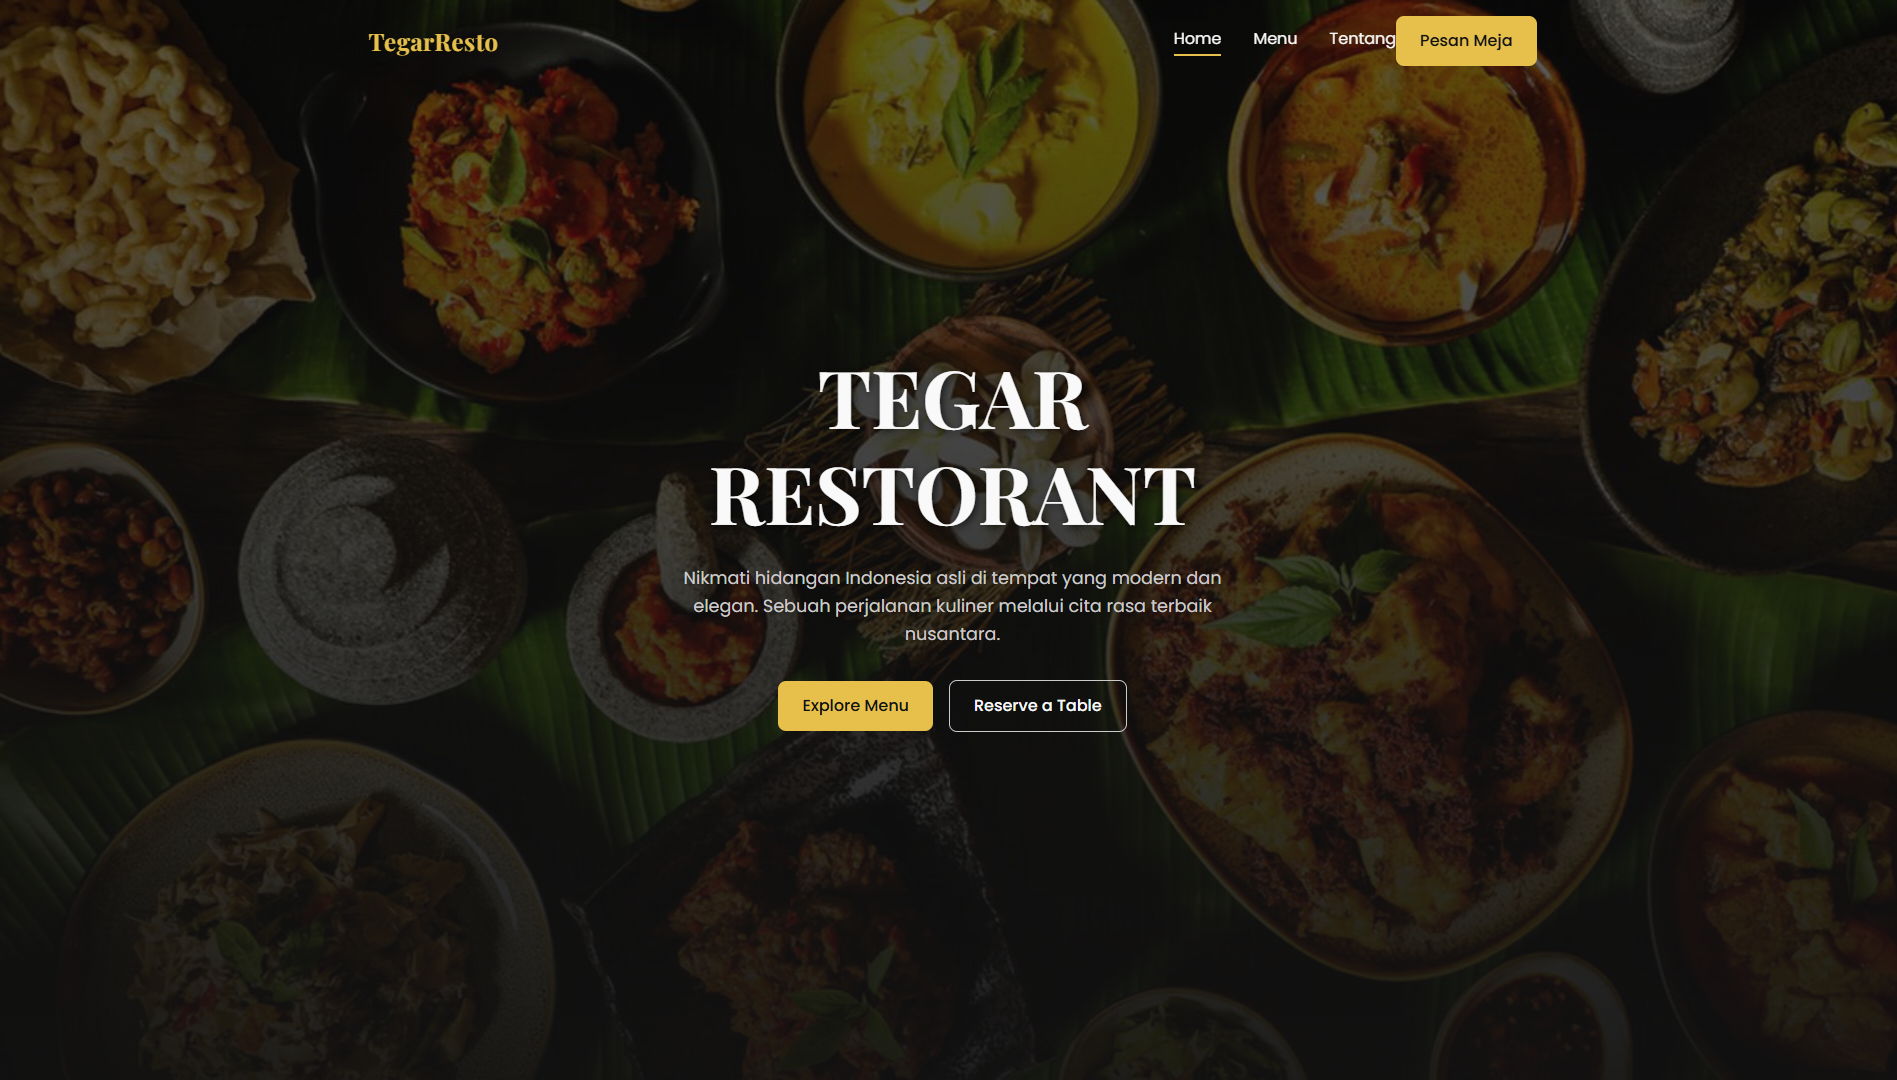 TegarResto
Home Menu Tentang Pesan Meja
TEGAR
RESTORANT
Nikmati hidangan Indonesia asli di tempat yang modern dan
elegan. Sebuah perjalanan kuliner melalui cita rasa terbaik
nusantara.
Explore Menu Reserve a Table